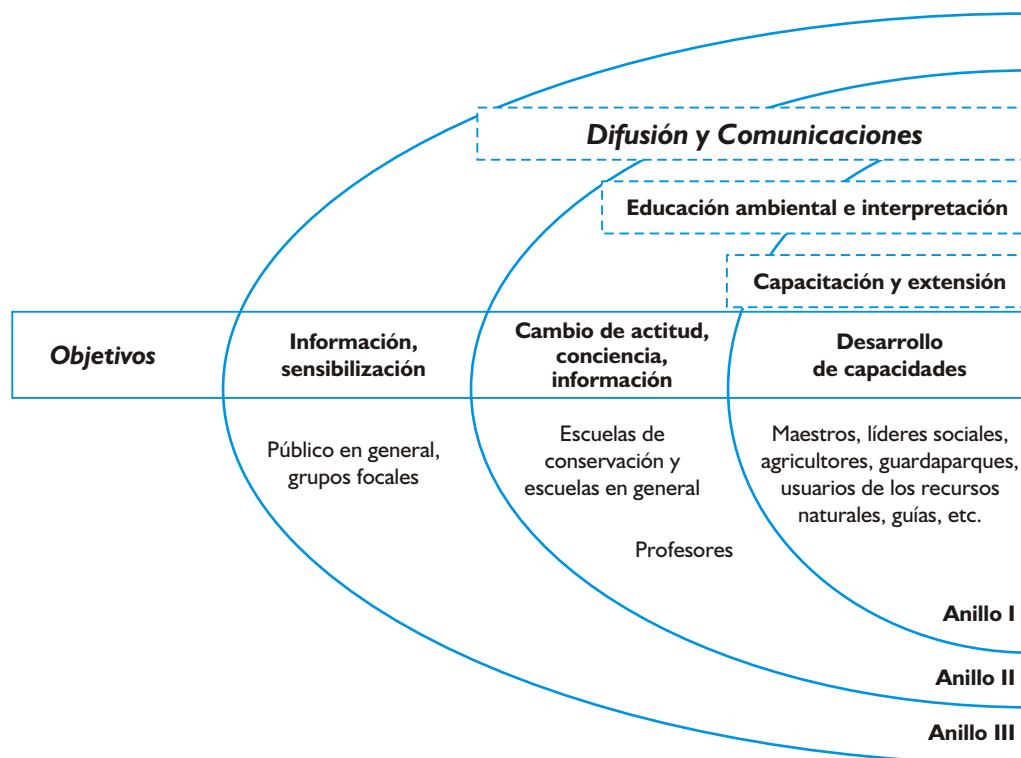 Difusión y Comunicaciones
Educación ambiental e interpretación
Capacitación y extensión
Objetivos
Información,
sensibilización
Cambio de actitud,
conciencia,
información
Desarrollo
de capacidades
Público en general,
grupos focales
Escuelas de
conservación y
escuelas en general
Profesores
Maestros, líderes sociales,
agricultores, guardaparques,
usuarios de los recursos
naturales, guías, etc.
Anillo I
Anillo II
Anillo III